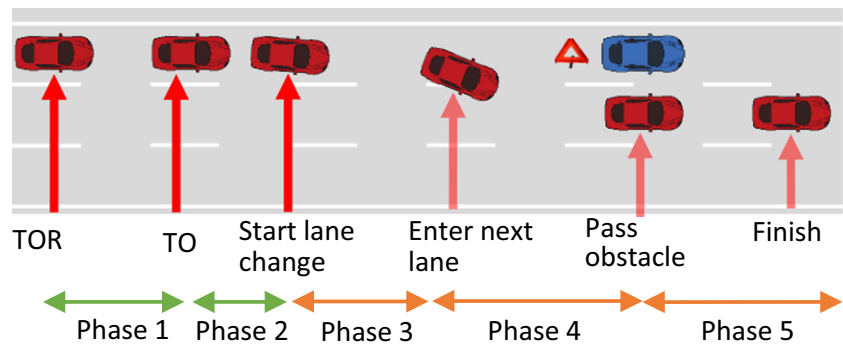 TOR
TO
Start lane
change
Enter next
lane
Pass
obstacle
Finish
Phase 1
Phase 2
Phase 3
Phase 4
Phase 5